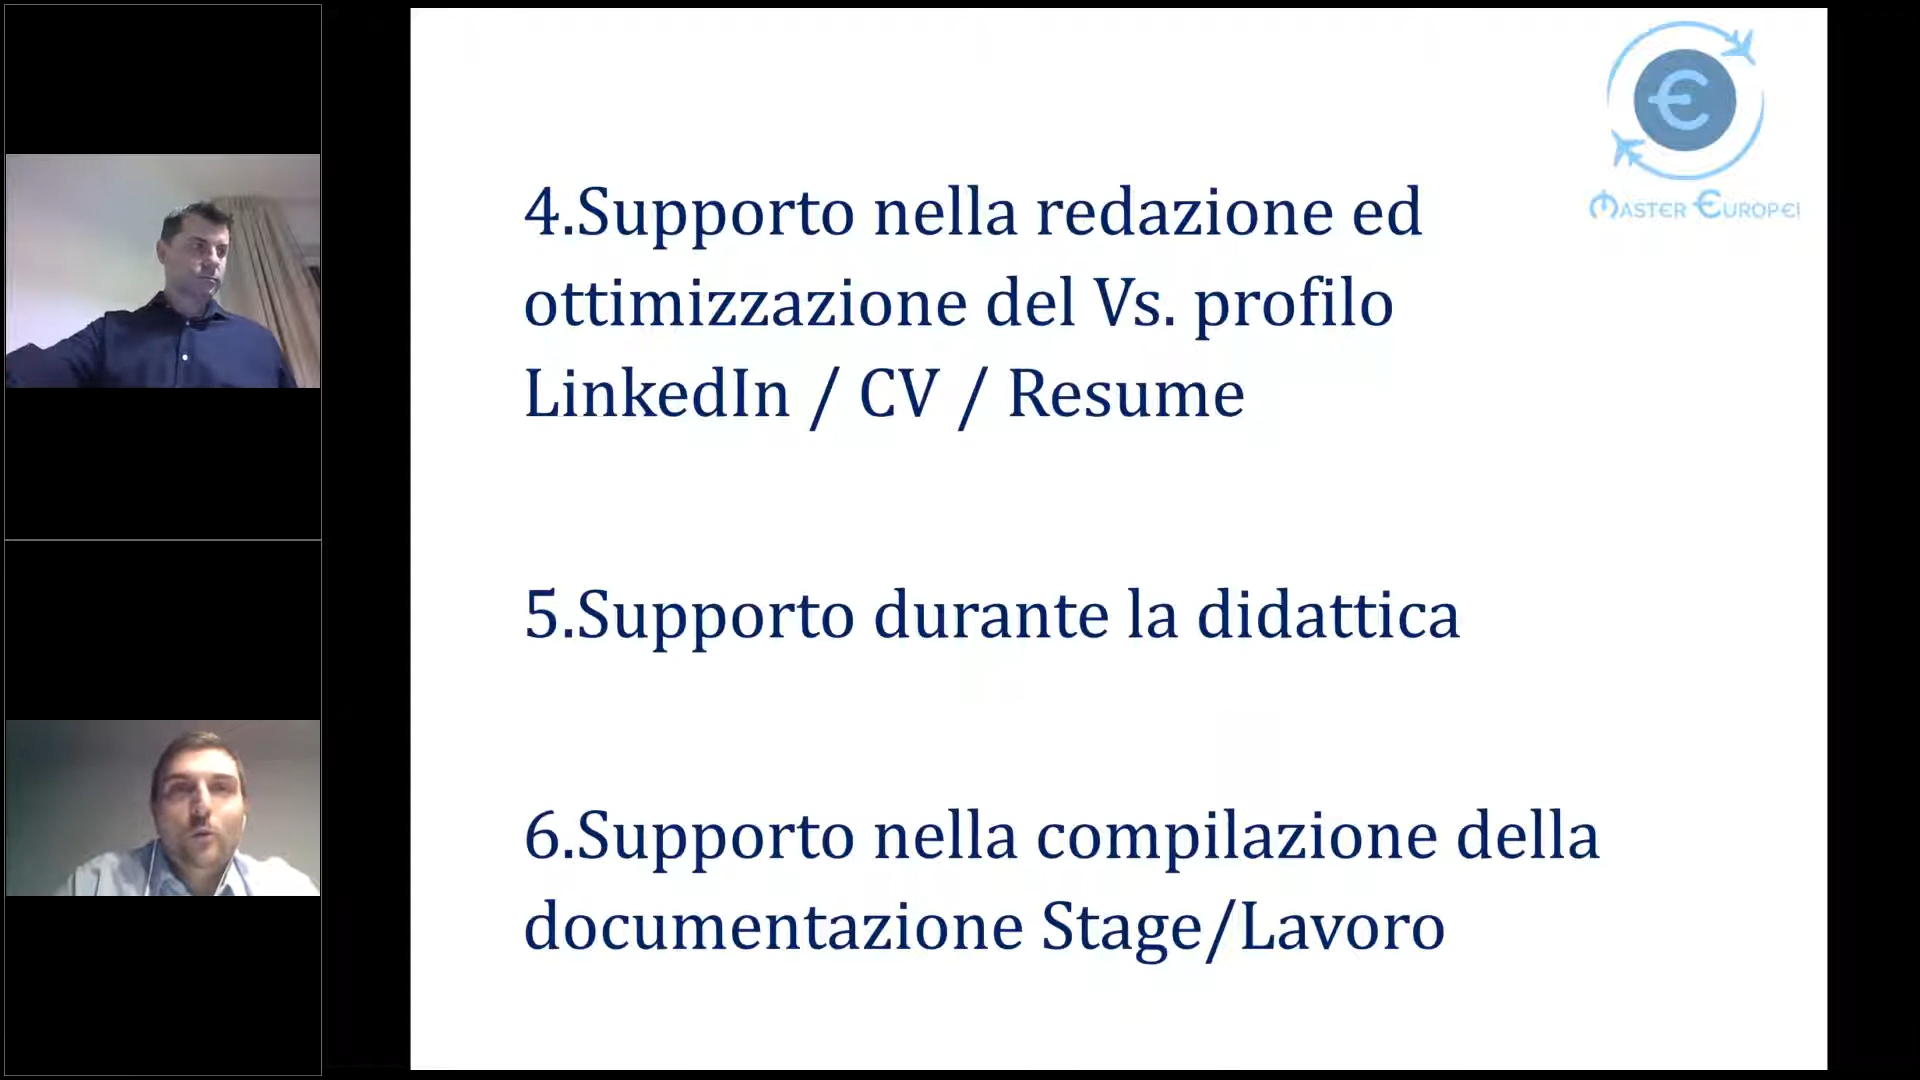 €
MASTER EUROPEI
4.Supporto nella redazione ed
ottimizzazione del Vs. profilo
LinkedIn / CV / Resume
5.Supporto durante la didattica
6.Supporto nella compilazione della
documentazione Stage/Lavoro